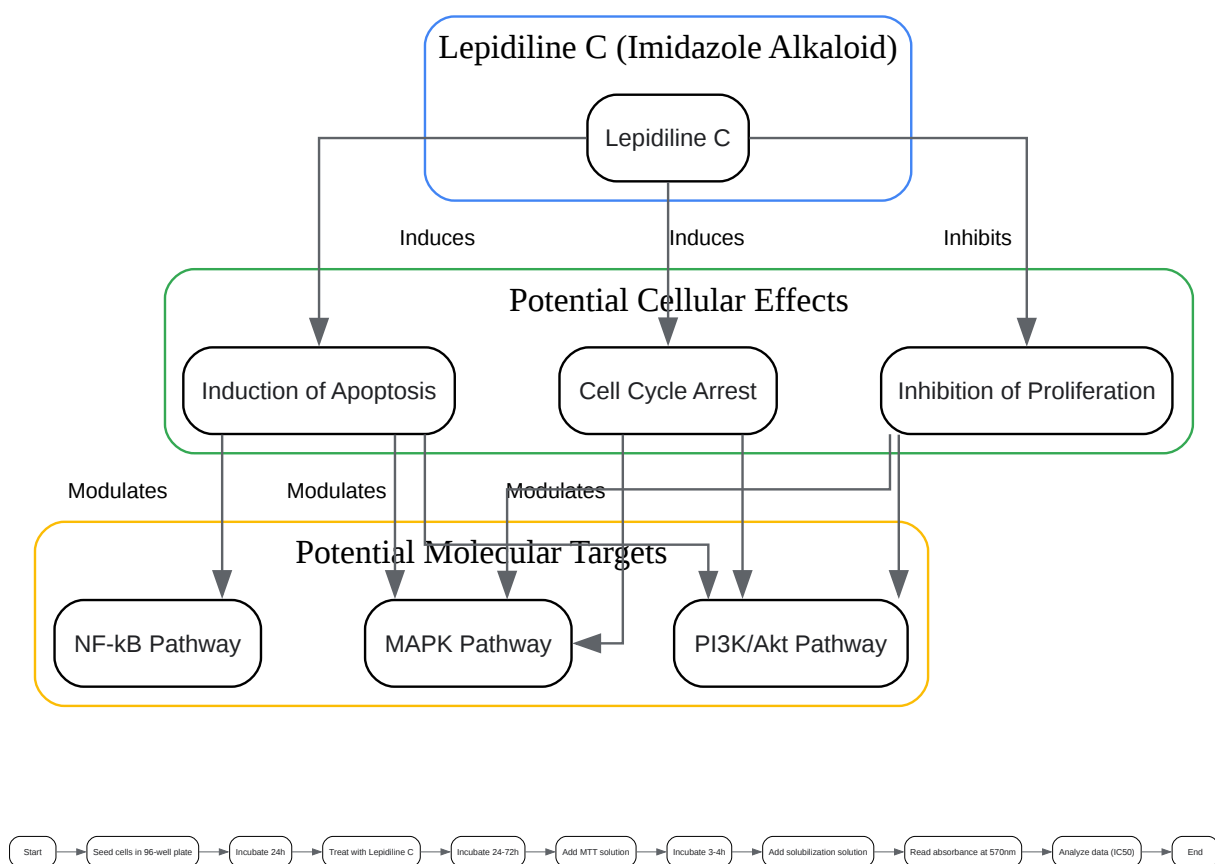 Lepidiline C (Imidazole Alkaloid)
Lepidiline C
Induces
Induces
Inhibits
Potential Cellular Effects
Induction of Apoptosis
Cell Cycle Arrest
Inhibition of Proliferation
Modulates
Modulates
Modulates
Potential Molecular Targets
NF-kB Pathway
MAPK Pathway
PI3K/Akt Pathway
Start
Seed cells in 96-well plate
Incubate 24h
Treat with Lepidiline C
Incubate 24-72h
Add MTT solution
Incubate 3-4h
Add solubilization solution
Read absorbance at 570nm
Analyze data (IC50)
End